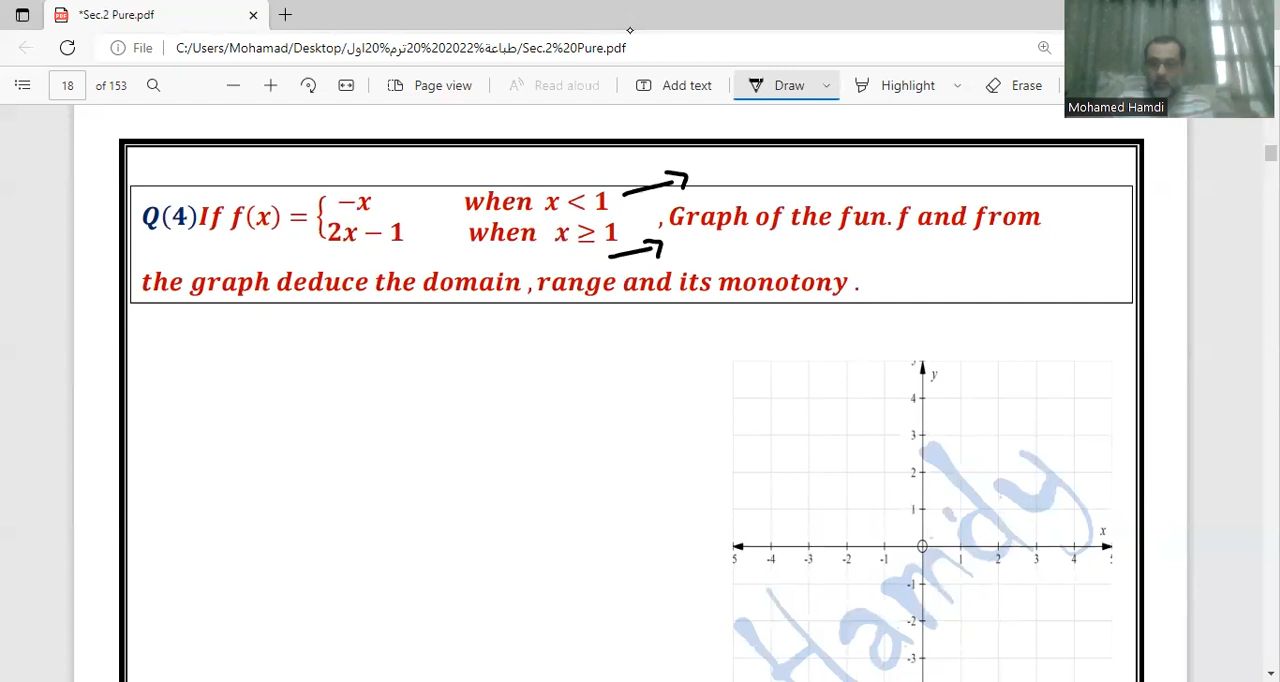 *Sec.2 Pure.pdf
File C:/Users/Mohamad/Desktop/طباعة%202022%20ترم%20اول/Sec.2%20Pure.pdf
18 of 153 Page view Read aloud Add text Draw Highlight Erase
Mohamed Hamdi
Q(4)If f(x) = { −x when x < 1
2x − 1 when x ≥ 1 , Graph of the fun. f and from
the graph deduce the domain , range and its monotony .
y
4
3
2
1
x
5 -4 -3 -2 -1 1 2 3 4
-1
-2
-3
Hamdy